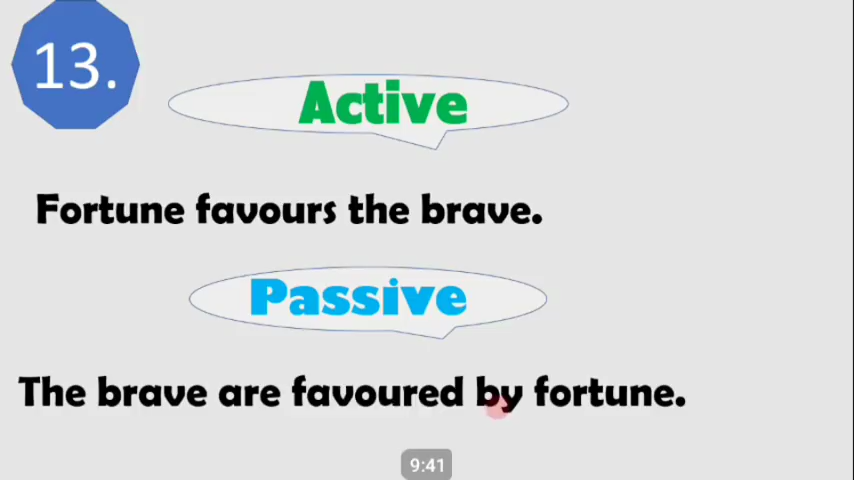 13.
Active
Fortune favours the brave.
Passive
The brave are favoured by fortune.
9:41